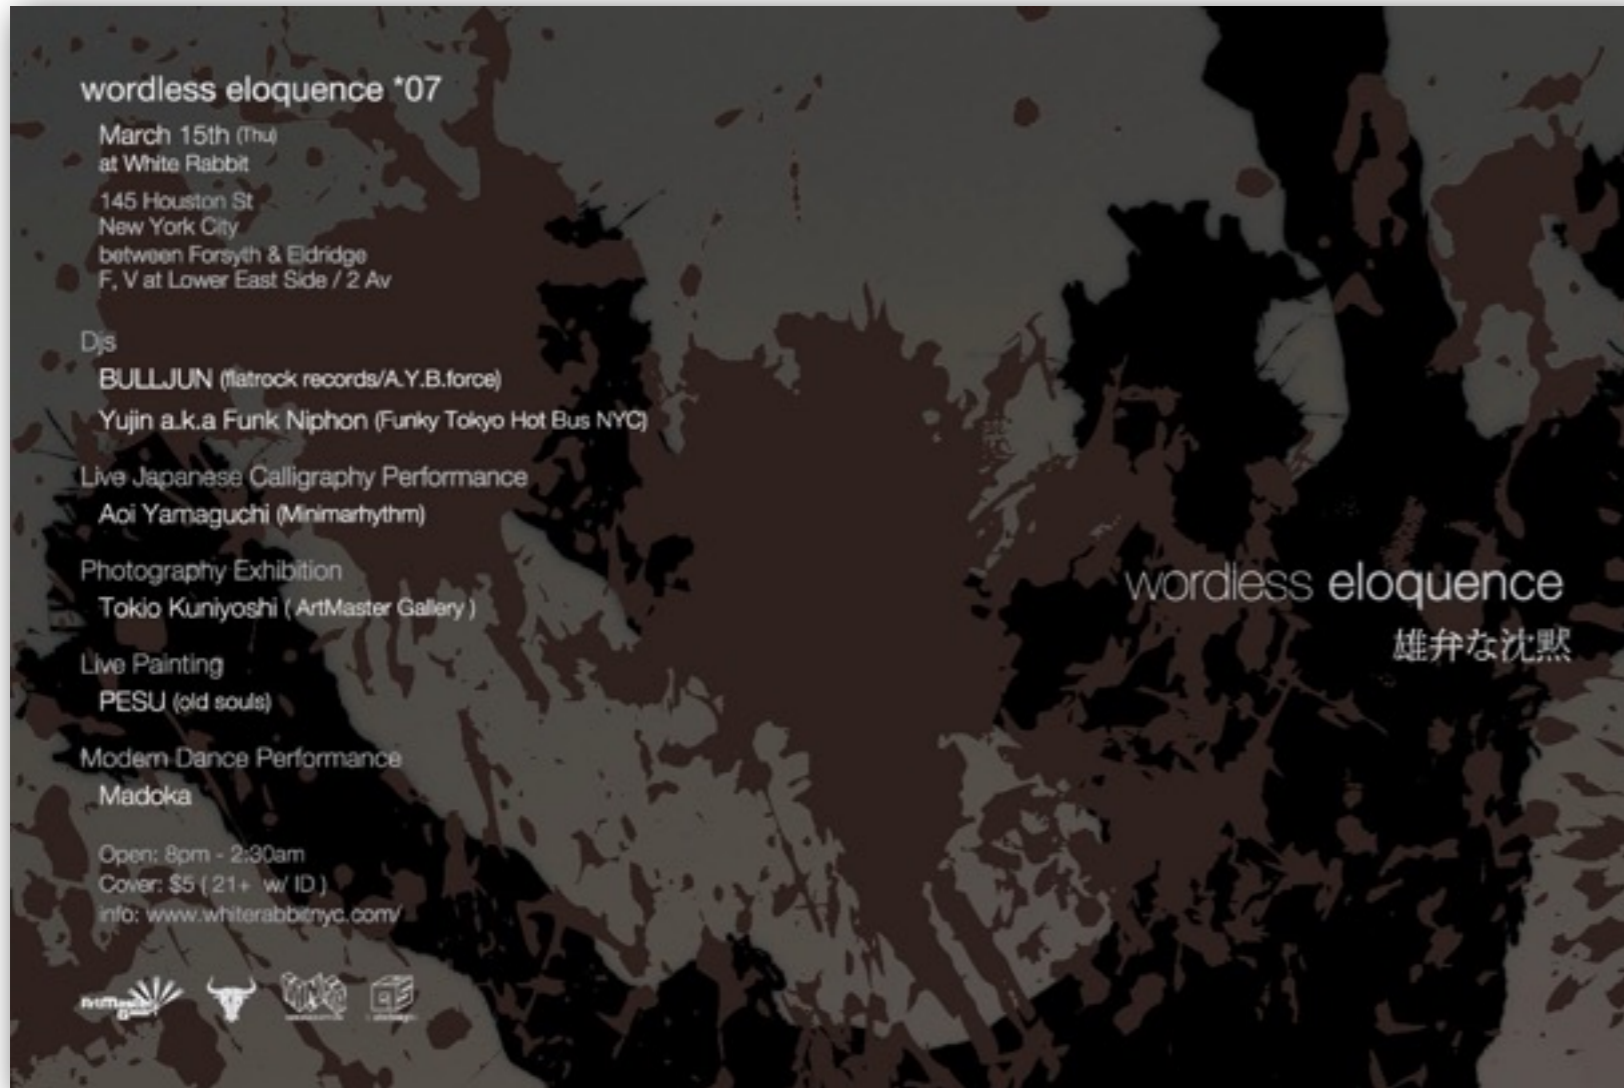 wordless eloquence *07
March 15th (Thu)
at White Rabbit
145 Houston St
New York City
between Forsyth & Eldridge
F, V at Lower East Side / 2 Av
Djs
BULLJUN (flatrock records/A.Y.B.force)
Yujin a.k.a Funk Niphon (Funky Tokyo Hot Bus NYC)
Live Japanese Calligraphy Performance
Aoi Yamaguchi (Minimarhythm)
Photography Exhibition
Tokio Kuniyoshi ( ArtMaster Gallery )
Live Painting
PESU (old souls)
Modern Dance Performance
Madoka
Open: 8pm - 2:30am
Cover: $5 ( 21+ w/ ID )
info: www.whiterabbitnyc.com/
wordless eloquence
雄弁な沈黙